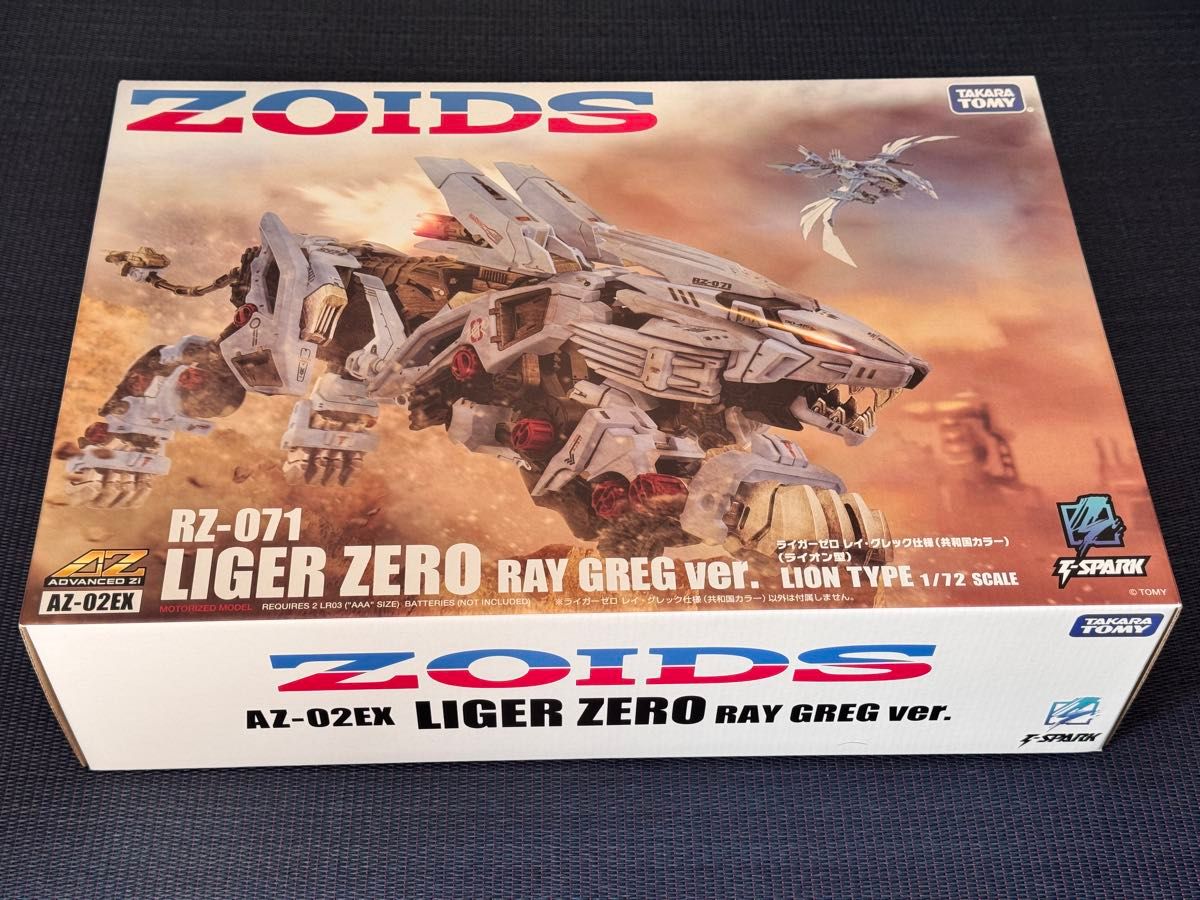 ZOIDS
TAKARA
TOMY
RZ-071
UT
UT
RZ-071
LIGER ZERO RAY GREG ver.
ライガーゼロ レイ・グレック仕様(共和国カラー)
(ライオン型)
LION TYPE 1/72 SCALE
AZ
ADVANCED ZI
AZ-02EX
MOTORIZED MODEL REQUIRES 2 LR03 ("AAA" SIZE) BATTERIES (NOT INCLUDED) ※ライガーゼロ レイ・グレック仕様(共和国カラー)以外は付属しません。
T-SPARK
© TOMY
ZOIDS
AZ-02EX LIGER ZERO RAY GREG ver.
TAKARA
TOMY
T-SPARK